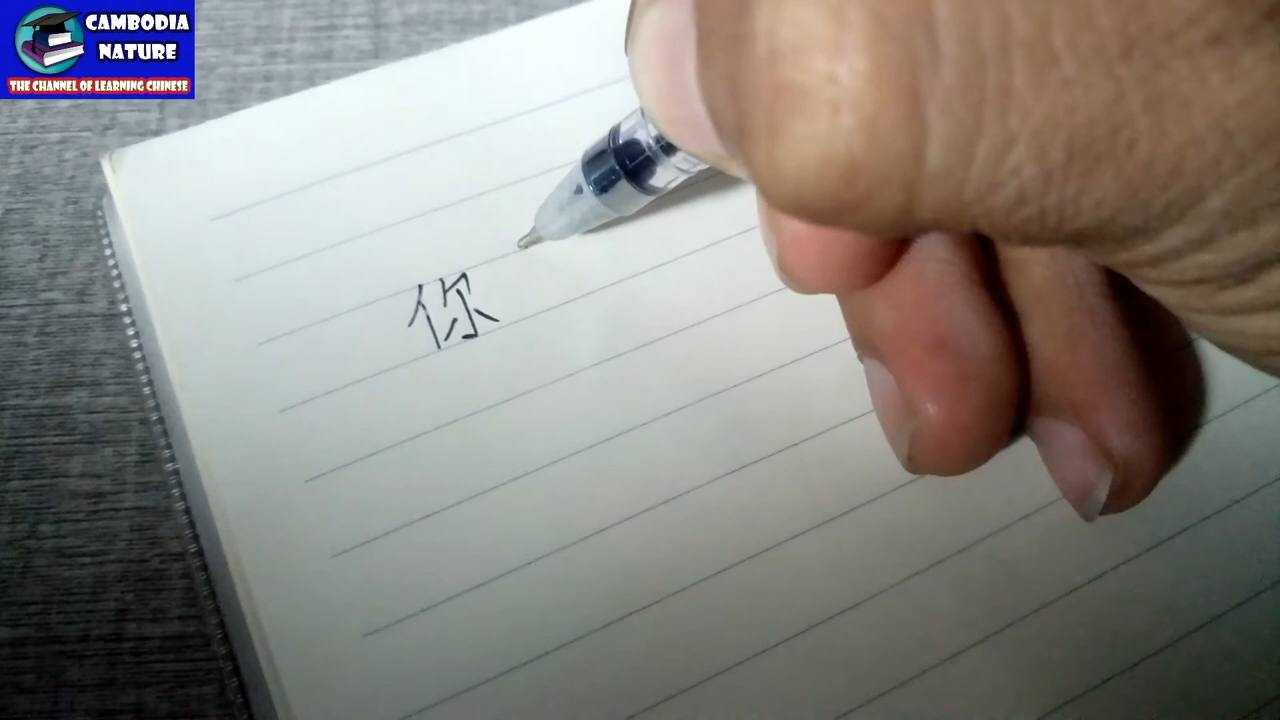 CAMBODIA
NATURE
THE CHANNEL OF LEARNING CHINESE
你